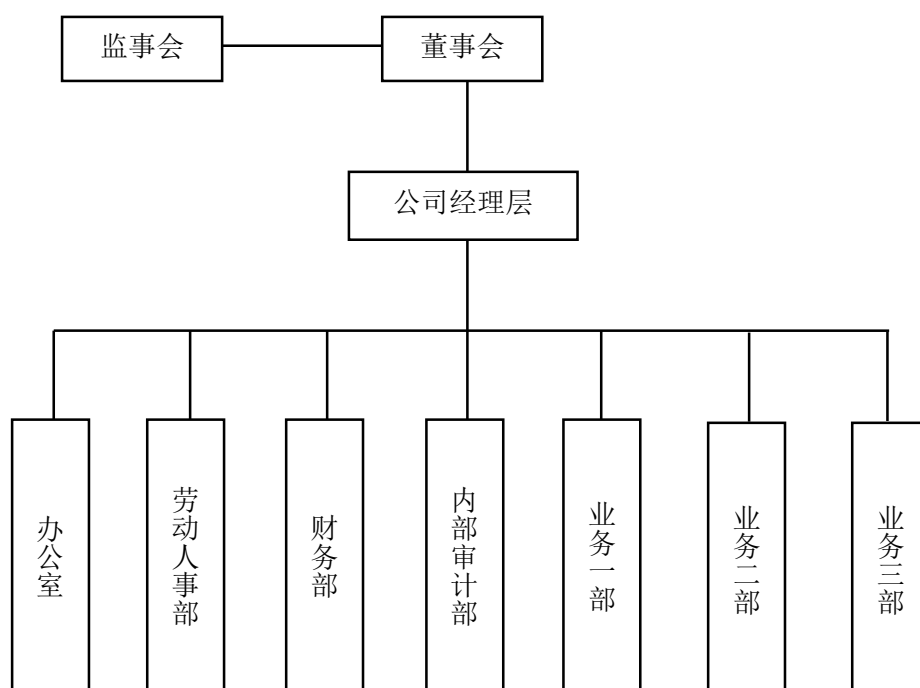 监事会
董事会
公司经理层
办公室
劳动人事部
财务部
内部审计部
业务一部
业务二部
业务三部